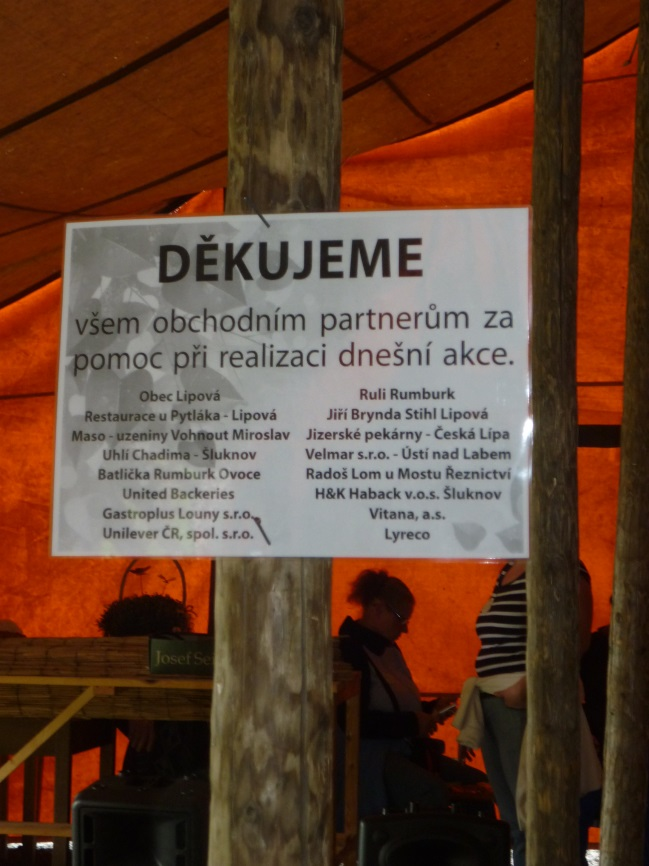 DĚKUJEME
všem obchodním partnerům za
pomoc při realizaci dnešní akce.
Obec Lipová
Restaurace u Pytláka - Lipová
Maso - uzeniny Vohnout Miroslav
Uhlí Chadima - Šluknov
Batlička Rumburk Ovoce
United Backeries
Gastroplus Louny s.r.o.
Unilever ČR, spol. s.r.o.
Ruli Rumburk
Jiří Brynda Stihl Lipová
Jizerské pekárny - Česká Lípa
Velmar s.r.o. - Ústí nad Labem
Radoš Lom u Mostu Řeznictví
H&K Haback v.o.s. Šluknov
Vitana, a.s.
Lyreco
Josef